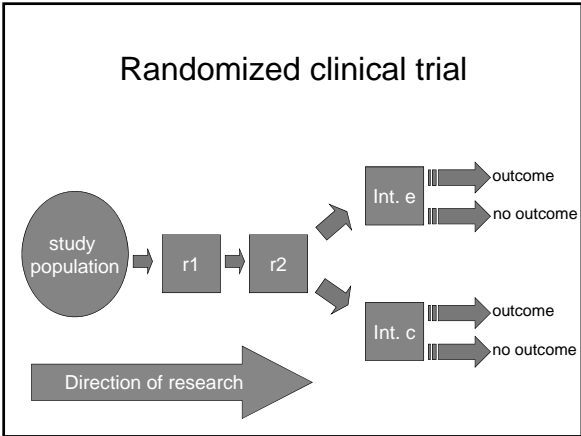 Randomized clinical trial
study
population
r1
r2
Int. e
outcome
no outcome
Int. c
outcome
no outcome
Direction of research